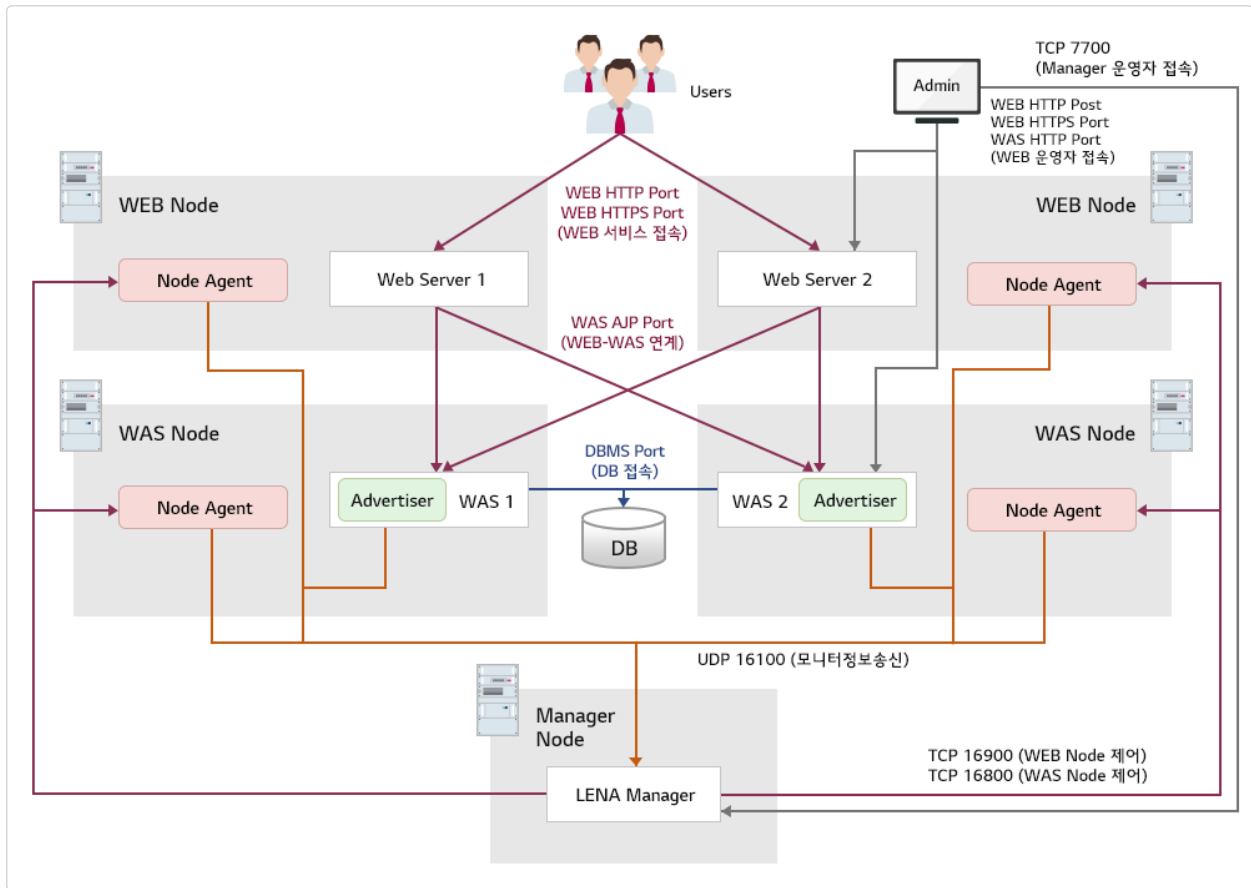 Users
Admin
TCP 7700
(Manager 운영자 접속)
WEB HTTP Post
WEB HTTPS Port
WAS HTTP Port
(WEB 운영자 접속)
WEB Node
WEB HTTP Port
WEB HTTPS Port
(WEB 서비스 접속)
WEB Node
Node Agent
Web Server 1
Web Server 2
Node Agent
WAS AJP Port
(WEB-WAS 연계)
WAS Node
WAS Node
DBMS Port
(DB 접속)
Node Agent
Advertiser
WAS 1
WAS 2
Advertiser
Node Agent
DB
UDP 16100 (모니터정보송신)
Manager
Node
TCP 16900 (WEB Node 제어)
TCP 16800 (WAS Node 제어)
LENA Manager